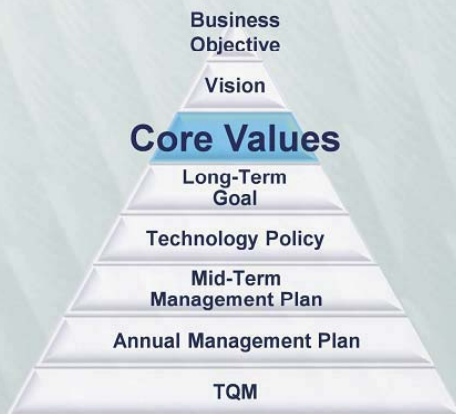 Business
Objective
Vision
Core Values
Long-Term
Goal
Technology Policy
Mid-Term
Management Plan
Annual Management Plan
TQM